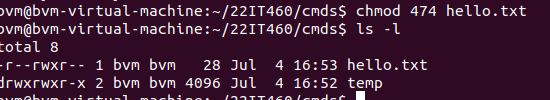 bvm@bvm-virtual-machine:~/22IT460/cmds$ chmod 474 hello.txt
bvm@bvm-virtual-machine:~/22IT460/cmds$ ls -l
total 8
-r--rwxr-- 1 bvm bvm   28 Jul  4 16:53 hello.txt
drwxrwxr-x 2 bvm bvm 4096 Jul  4 16:52 temp
bvm@bvm-virtual-machine:~/22IT460/cmds$